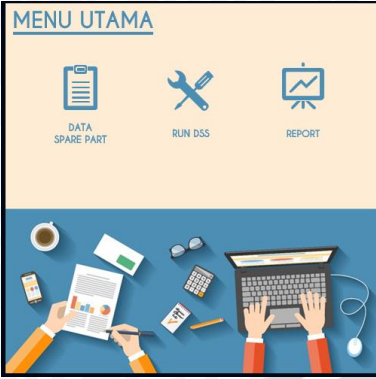 MENU UTAMA
DATA
SPARE PART
RUN DSS
REPORT